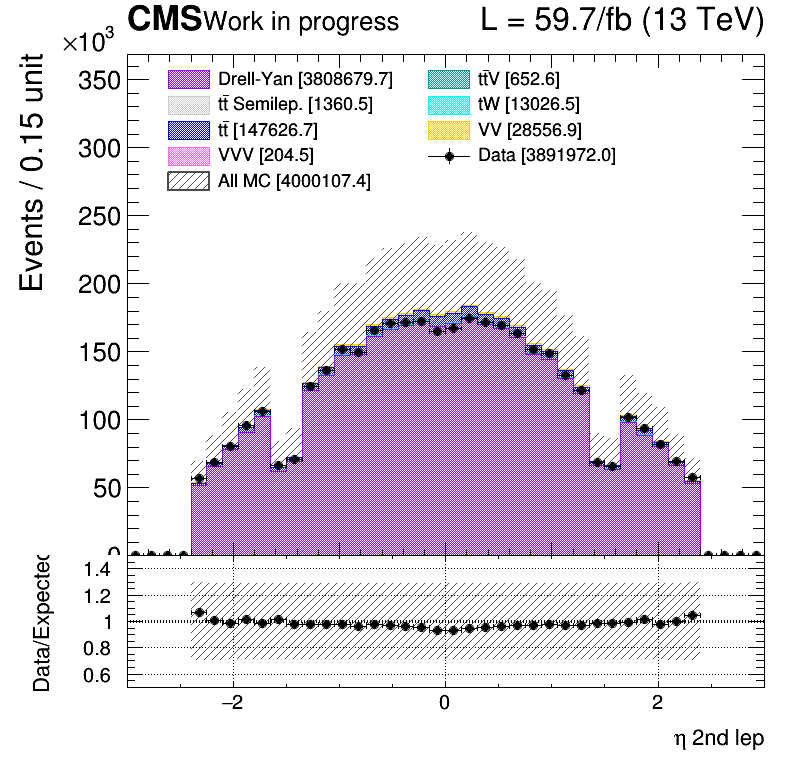 CMS Work in progress L = 59.7/fb (13 TeV)
×10³
Events / 0.15 unit
350
300
250
200
150
100
50
0
Drell-Yan [3808679.7]
tt̄ Semilep. [1360.5]
tt̄ [147626.7]
VVV [204.5]
All MC [4000107.4]
tt̄V [652.6]
tW [13026.5]
VV [28556.9]
Data [3891972.0]
Data/Expected
1.4
1.2
1
0.8
0.6
−2 0 2
η 2nd lep